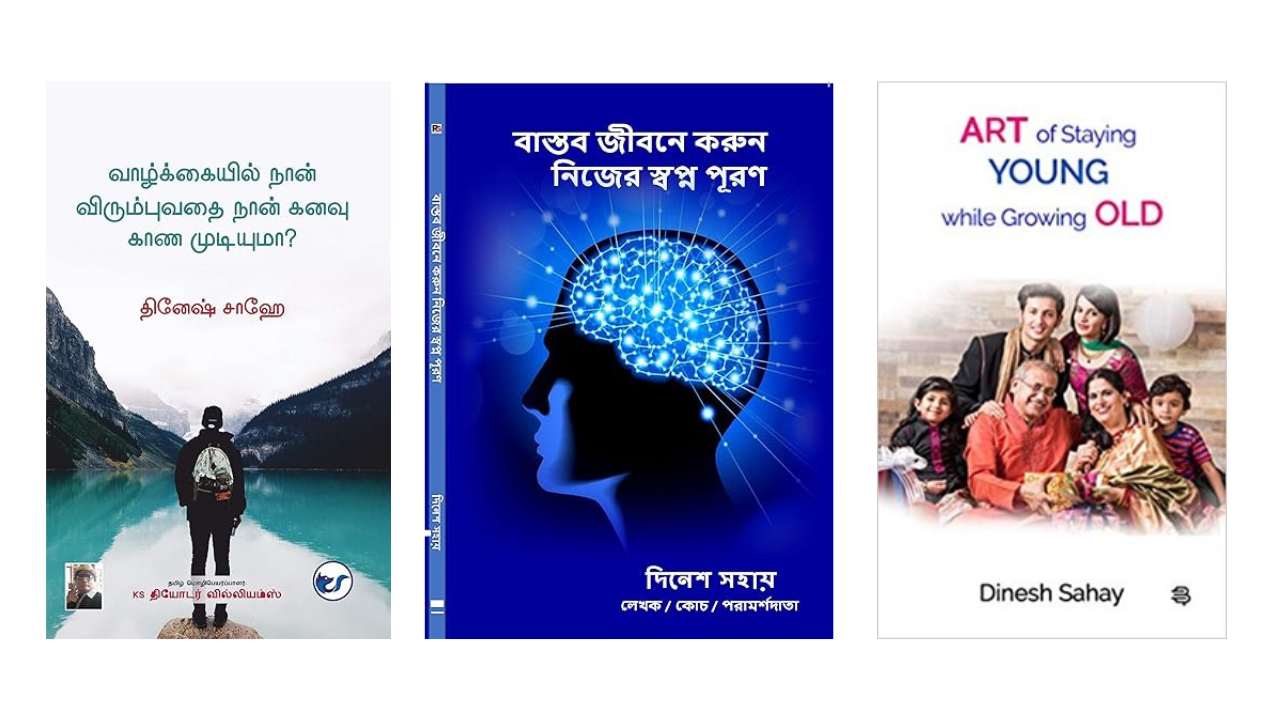 வாழ்க்கையில் நான்
விரும்புவதை நான் கனவு
காண முடியுமா?
தினேஷ் சாஹே
தமிழ் மொழிபெயர்ப்பாளர்
KS தியோடர் வில்லியம்ஸ்
বাস্তব জীবনে করুন নিজের স্বপ্ন পূরণ
দিনেশ সহায়
বাস্তব জীবনে করুন
নিজের স্বপ্ন পূরণ
দিনেশ সহায়
লেখক / কোচ / পরামর্শদাতা
ART of Staying
YOUNG
while Growing OLD
Dinesh Sahay